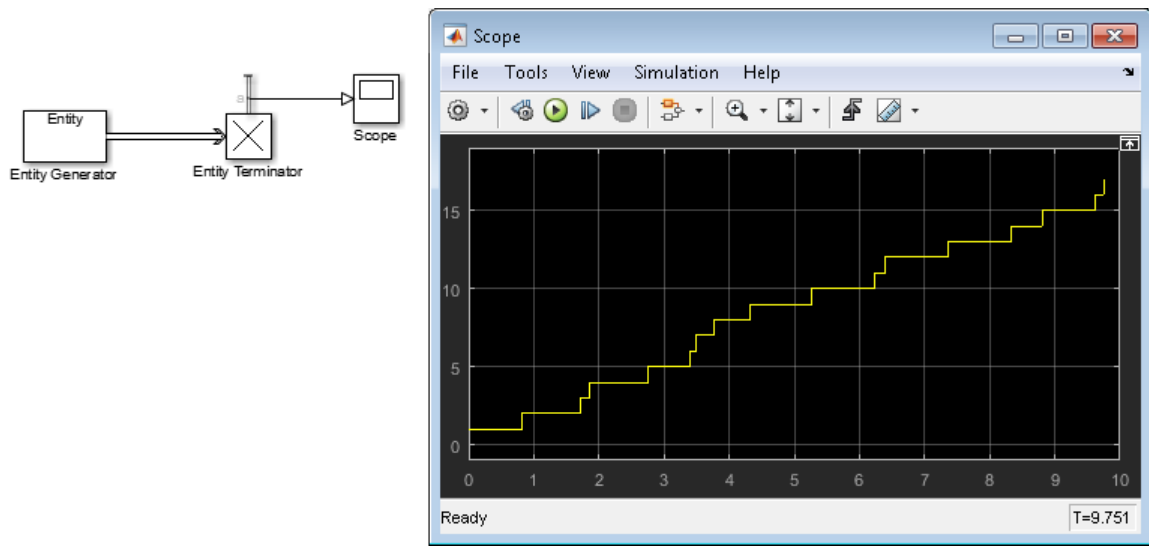 Entity
Entity Generator
a
Entity Terminator
Scope
Scope
File Tools View Simulation Help
15
10
5
0
0 1 2 3 4 5 6 7 8 9 10
Ready T=9.751